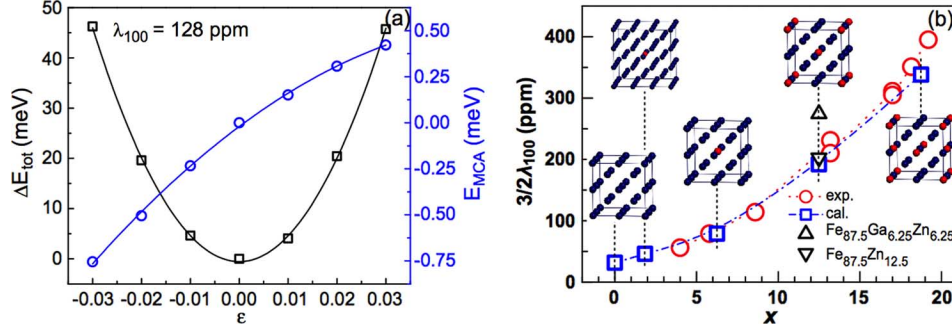 (a)
λ100 = 128 ppm
ΔEtot (meV)
50
40
30
20
10
0
EMCA (meV)
0.50
0.25
0.00
-0.25
-0.50
-0.75
-0.03 -0.02 -0.01 0.00 0.01 0.02 0.03
ε
(b)
3/2λ100 (ppm)
400
300
200
100
0
exp.
cal.
Fe87.5Ga6.25Zn6.25
Fe87.5Zn12.5
0 5 10 15 20
x